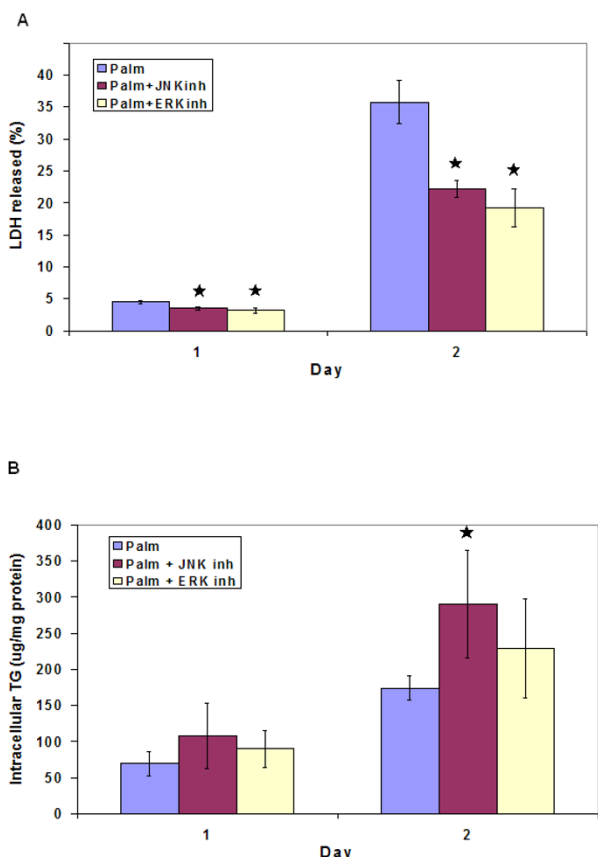 A
LDH released (%)
40
35
30
25
20
15
10
5
0
Palm
Palm+JNKinh
Palm+ERKinh
★ ★
★ ★
1 2
Day
B
Intracellular TG (ug/mg protein)
400
350
300
250
200
150
100
50
0
Palm
Palm + JNK inh
Palm + ERK inh
★
1 2
Day